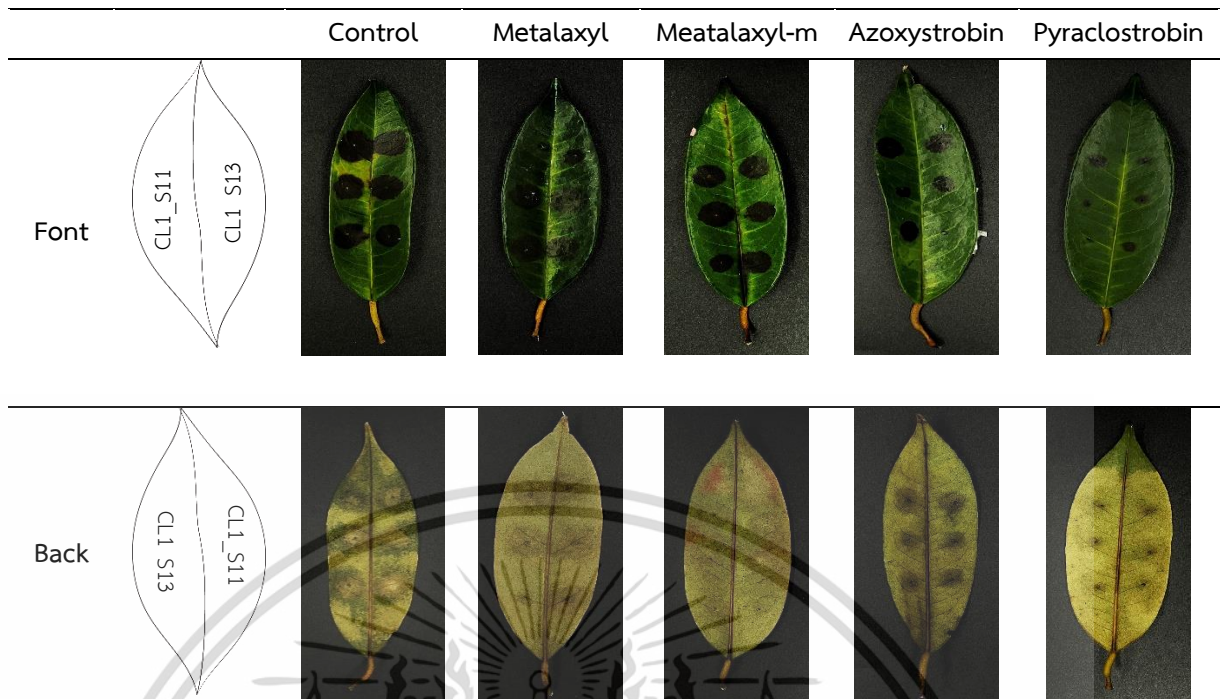 Control Metalaxyl Meatalaxyl-m Azoxystrobin Pyraclostrobin
Font
CL1_S11
CL1 S13
Back
CL1 S13
CL1_S11